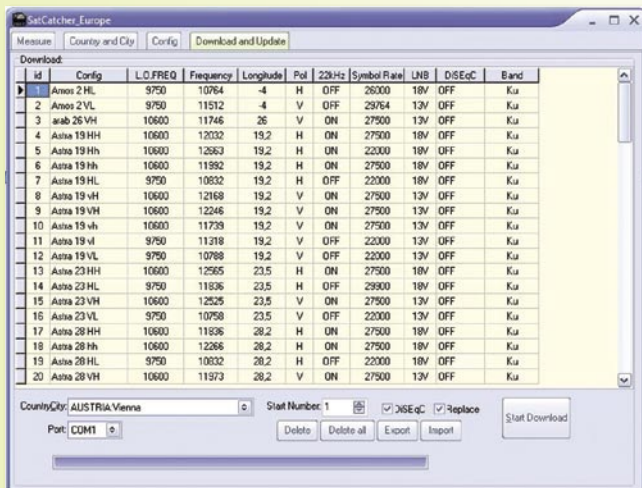 SatCatcher_Europe
Measure Country and City Config Download and Update
Download:
id Config L.O.FREQ Frequency Longitude Pol 22kHz Symbol Rate LNB DiSEqC Band
1 Amos 2 HL 9750 10764 -4 H OFF 26000 18V OFF Ku
2 Amos 2 VL 9750 11512 -4 V OFF 29764 13V OFF Ku
3 arab 26 VH 10600 11746 26 V ON 27500 13V OFF Ku
4 Astra 19 HH 10600 12032 19,2 H ON 27500 18V OFF Ku
5 Astra 19 Hh 10600 12663 19,2 H ON 22000 18V OFF Ku
6 Astra 19 hh 10600 11992 19,2 H ON 27500 18V OFF Ku
7 Astra 19 HL 9750 10832 19,2 H OFF 22000 18V OFF Ku
8 Astra 19 vH 10600 12168 19,2 V ON 27500 13V OFF Ku
9 Astra 19 VH 10600 12246 19,2 V ON 27500 13V OFF Ku
10 Astra 19 vh 10600 11739 19,2 V ON 27500 13V OFF Ku
11 Astra 19 vl 9750 11318 19,2 V OFF 22000 13V OFF Ku
12 Astra 19 VL 9750 10788 19,2 V OFF 22000 13V OFF Ku
13 Astra 23 HH 10600 12565 23,5 H ON 27500 18V OFF Ku
14 Astra 23 HL 9750 11836 23,5 H OFF 29900 18V OFF Ku
15 Astra 23 VH 10600 12525 23,5 V ON 27500 13V OFF Ku
16 Astra 23 VL 9750 10758 23,5 V OFF 22000 13V OFF Ku
17 Astra 28 HH 10600 11836 28,2 H ON 27500 18V OFF Ku
18 Astra 28 hh 10600 12266 28,2 H ON 27500 18V OFF Ku
19 Astra 28 HL 9750 10832 28,2 H OFF 22000 18V OFF Ku
20 Astra 28 VH 10600 11973 28,2 V ON 27500 13V OFF Ku
CountryCity: AUSTRIA:Vienna Start Number: 1 DiSEqC Replace Start Download
Port: COM1 Delete Delete all Export Import